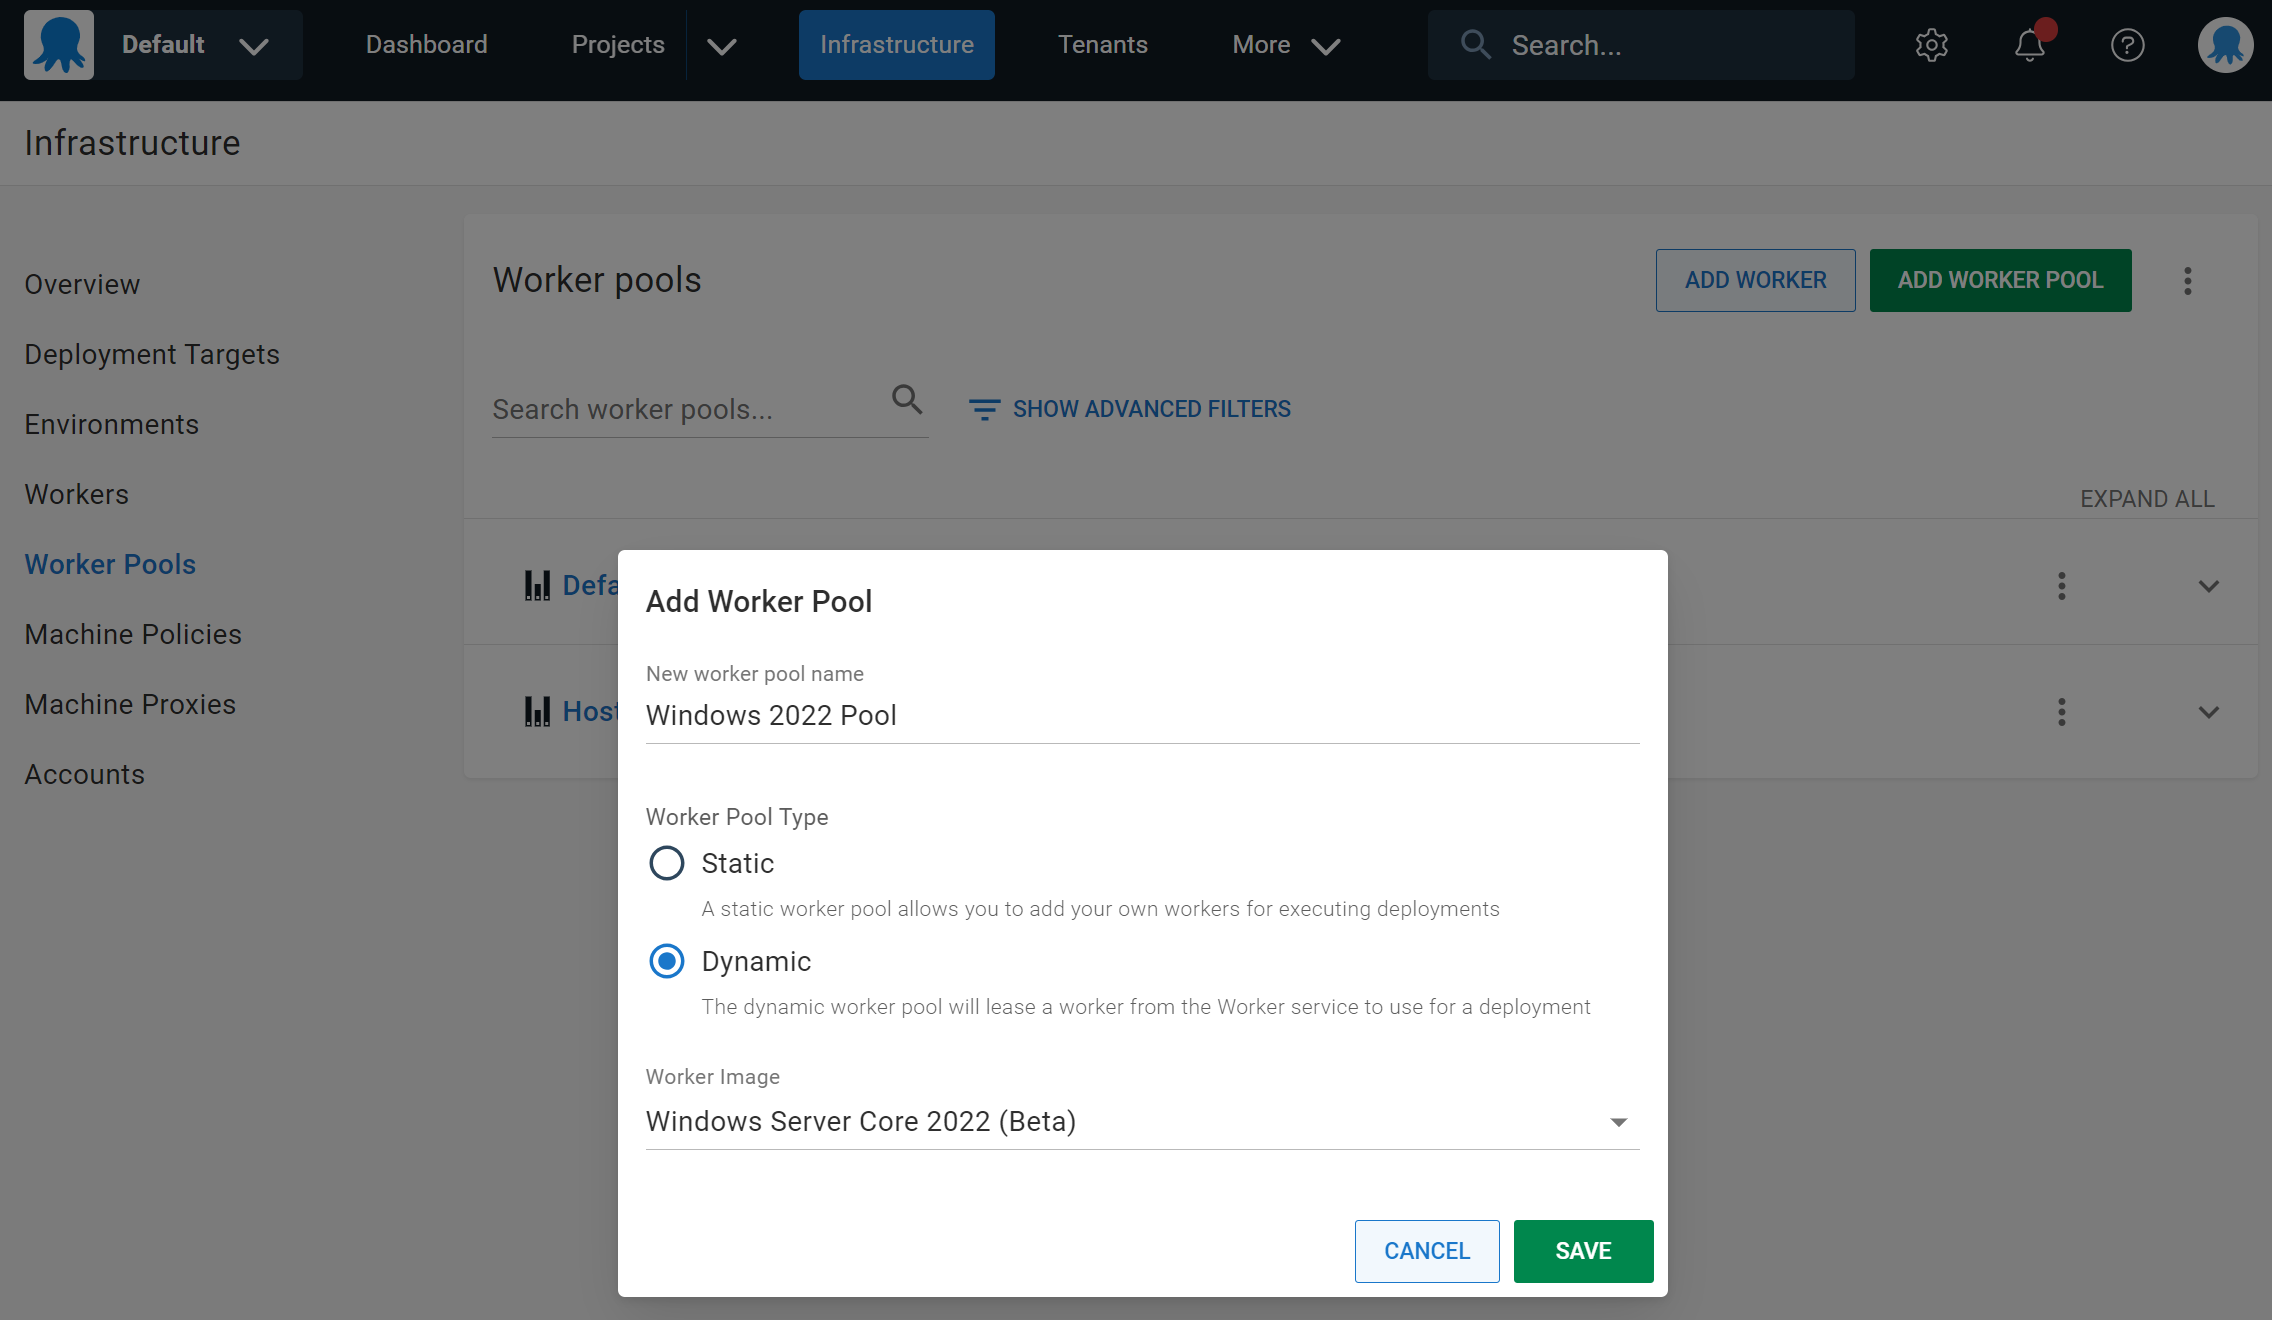 Default
Dashboard
Projects
Infrastructure
Tenants
More
Search...
Infrastructure
Overview
Deployment Targets
Environments
Workers
Worker Pools
Machine Policies
Machine Proxies
Accounts
Worker pools
ADD WORKER
ADD WORKER POOL
Search worker pools...
SHOW ADVANCED FILTERS
EXPAND ALL
Add Worker Pool
New worker pool name
Windows 2022 Pool
Worker Pool Type
Static
A static worker pool allows you to add your own workers for executing deployments
Dynamic
The dynamic worker pool will lease a worker from the Worker service to use for a deployment
Worker Image
Windows Server Core 2022 (Beta)
CANCEL
SAVE